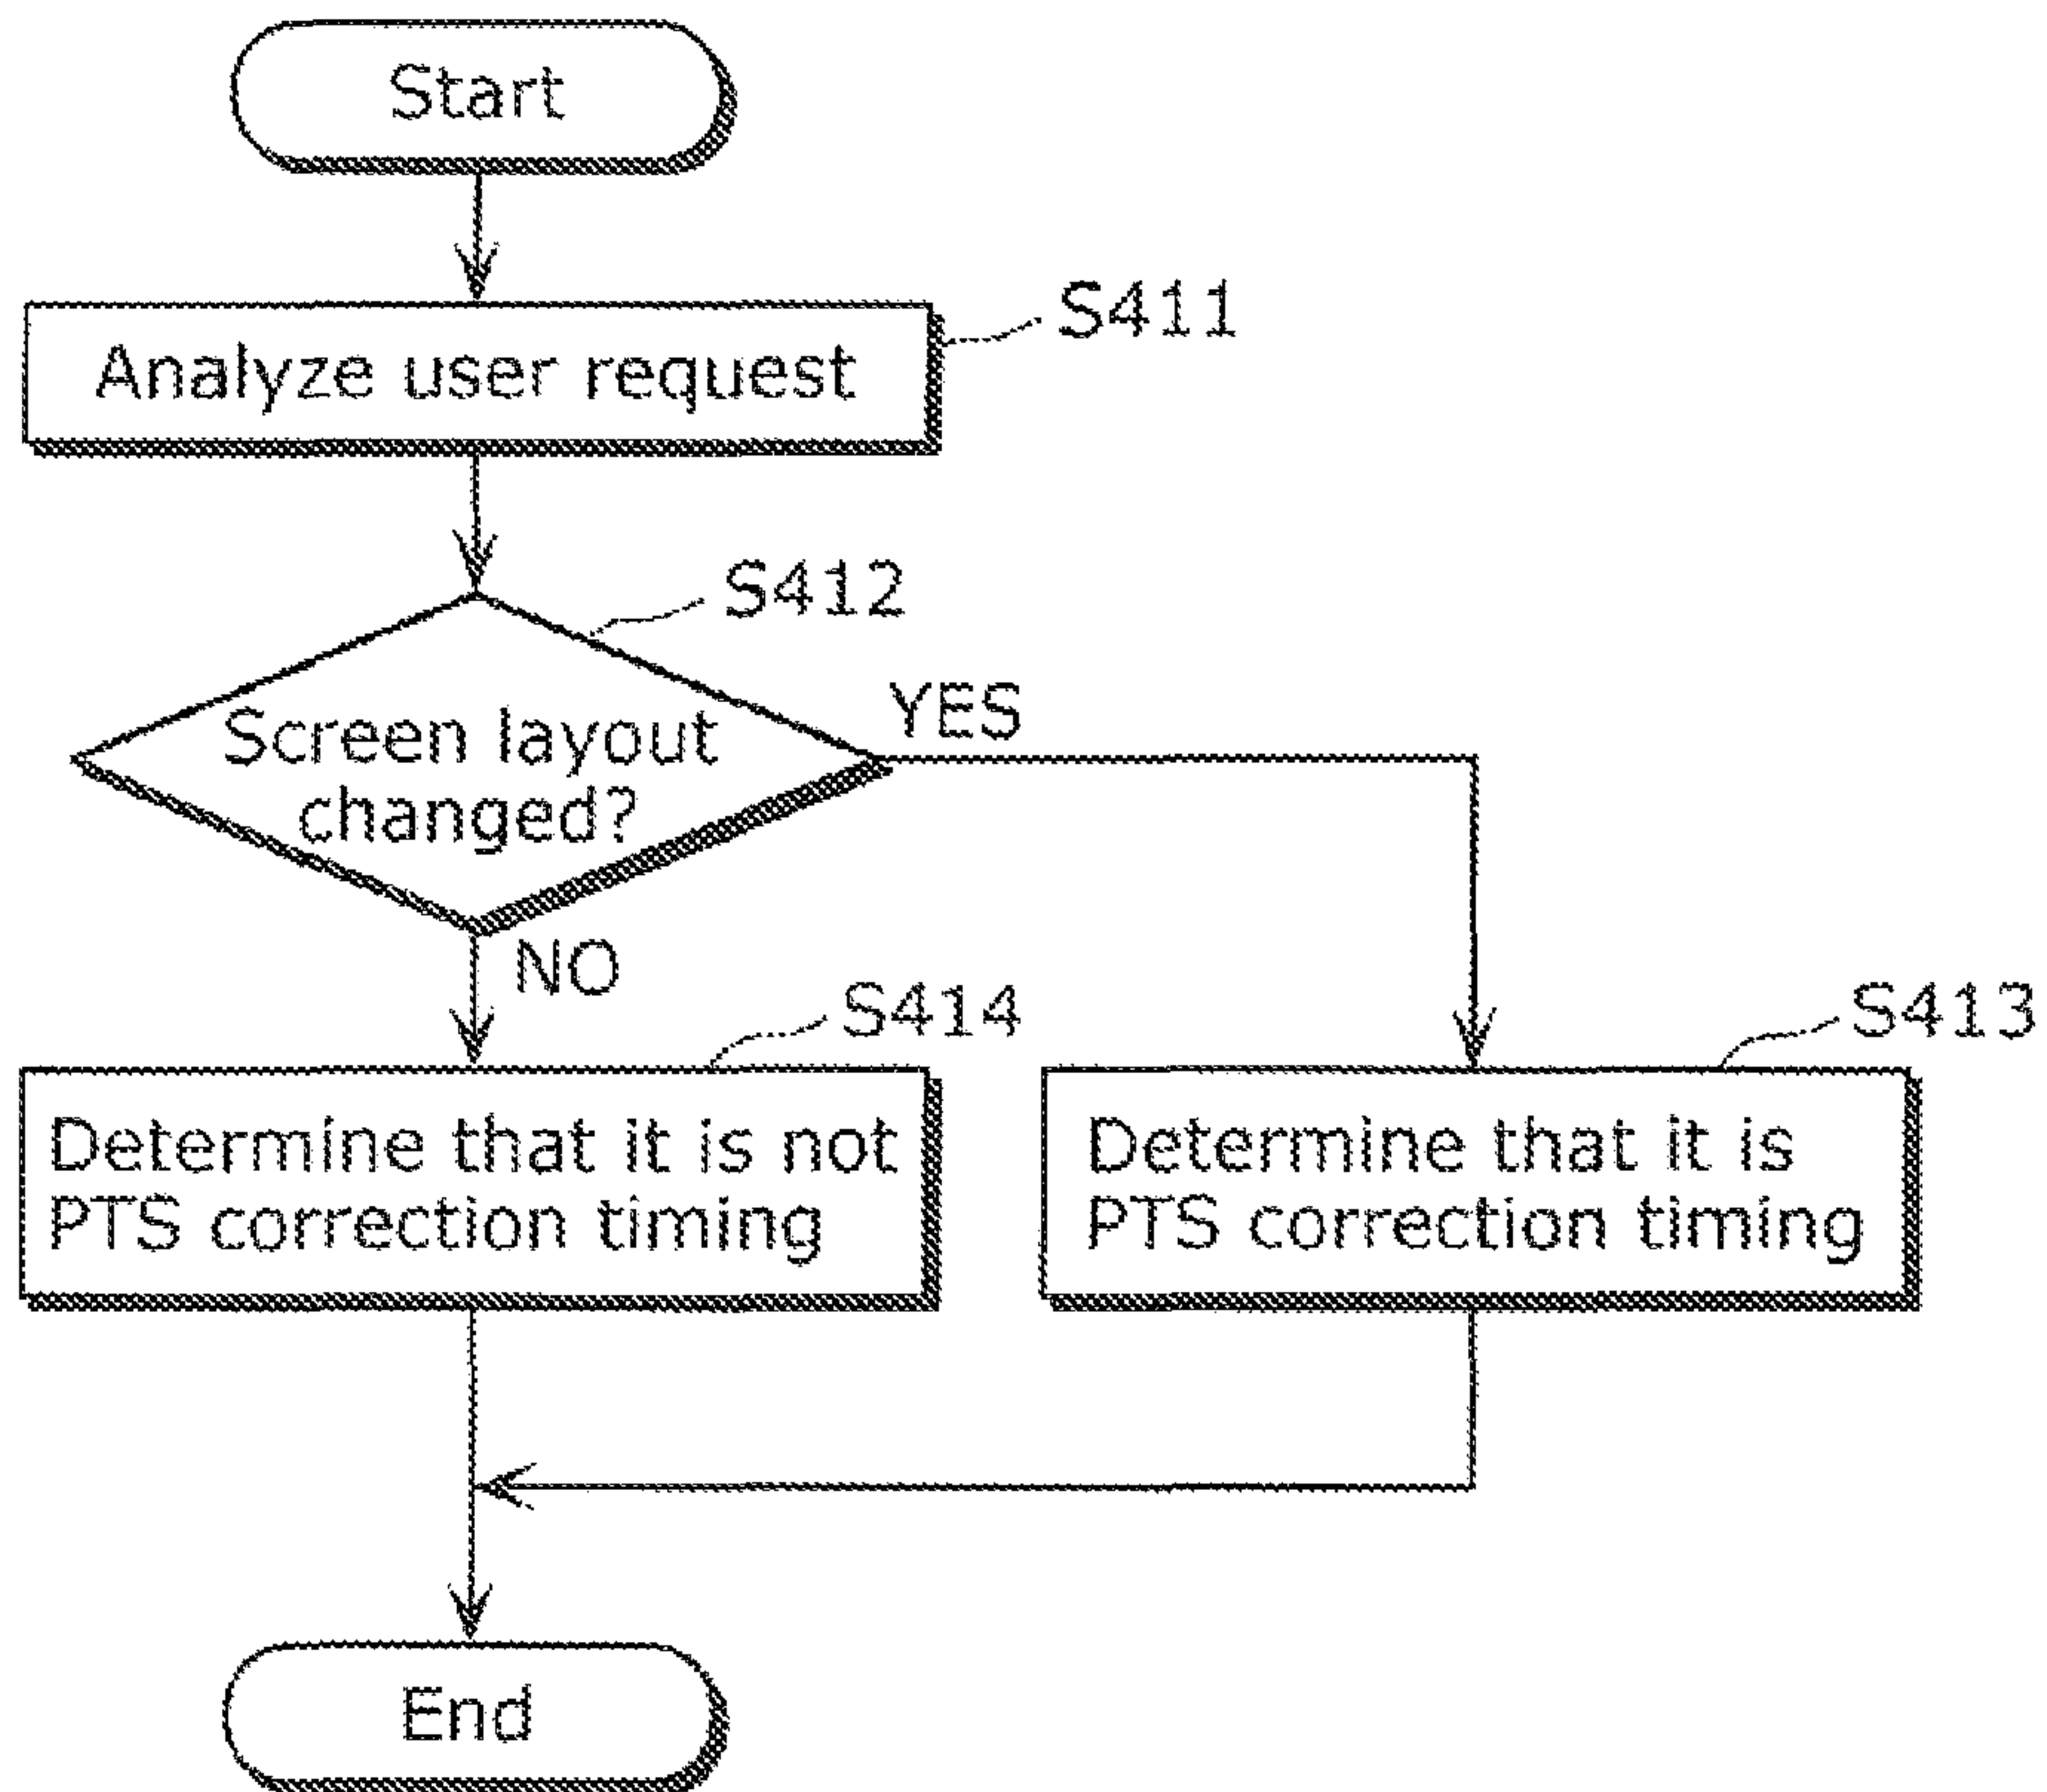 Start
S411
Analyze user request
S412
YES
Screen layout
changed?
NO
S414
S413
Determine that it is not
PTS correction timing
Determine that it is
PTS correction timing
End